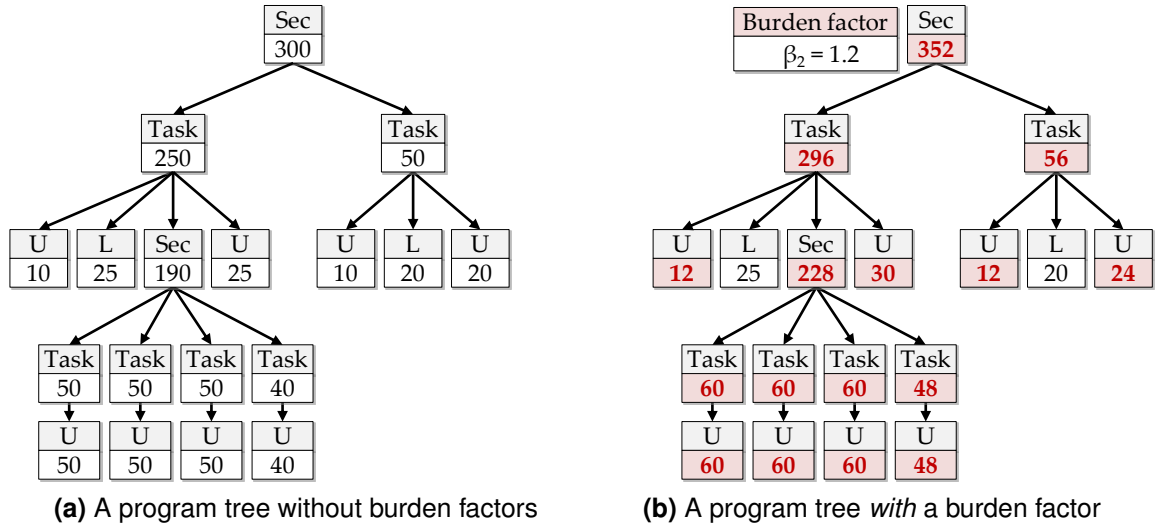 Sec
300
Task
250
Task
50
U
10
L
25
Sec
190
U
25
U
10
L
20
U
20
Task
50
Task
50
Task
50
Task
40
U
50
U
50
U
50
U
40
(a) A program tree without burden factors
Burden factor
β₂ = 1.2
Sec
352
Task
296
Task
56
U
12
L
25
Sec
228
U
30
U
12
L
20
U
24
Task
60
Task
60
Task
60
Task
48
U
60
U
60
U
60
U
48
(b) A program tree with a burden factor